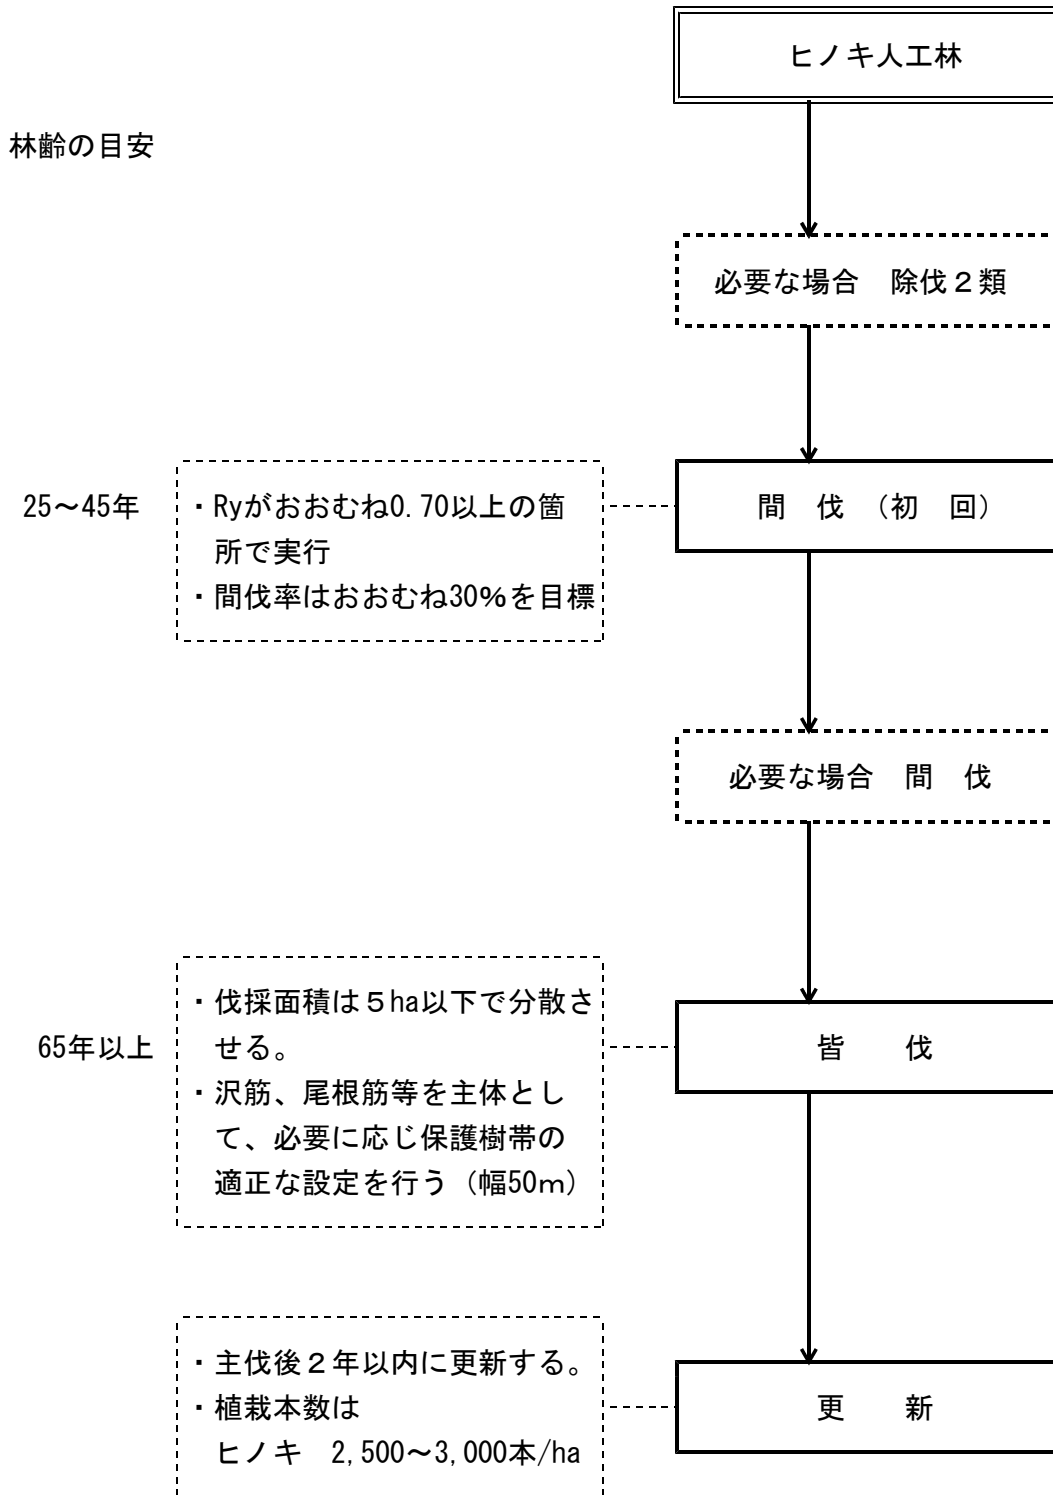 ヒノキ人工林
林齢の目安
必要な場合　除伐２類
25～45年
・Ryがおおむね0.70以上の箇
所で実行
・間伐率はおおむね30％を目標
間　伐　（初　回）
必要な場合　間　伐
65年以上
・伐採面積は５ha以下で分散さ
せる。
・沢筋、尾根筋等を主体とし
て、必要に応じ保護樹帯の
適正な設定を行う（幅50ｍ）
皆　　伐
・主伐後２年以内に更新する。
・植栽本数は
ヒノキ　2,500～3,000本/ha
更　　新